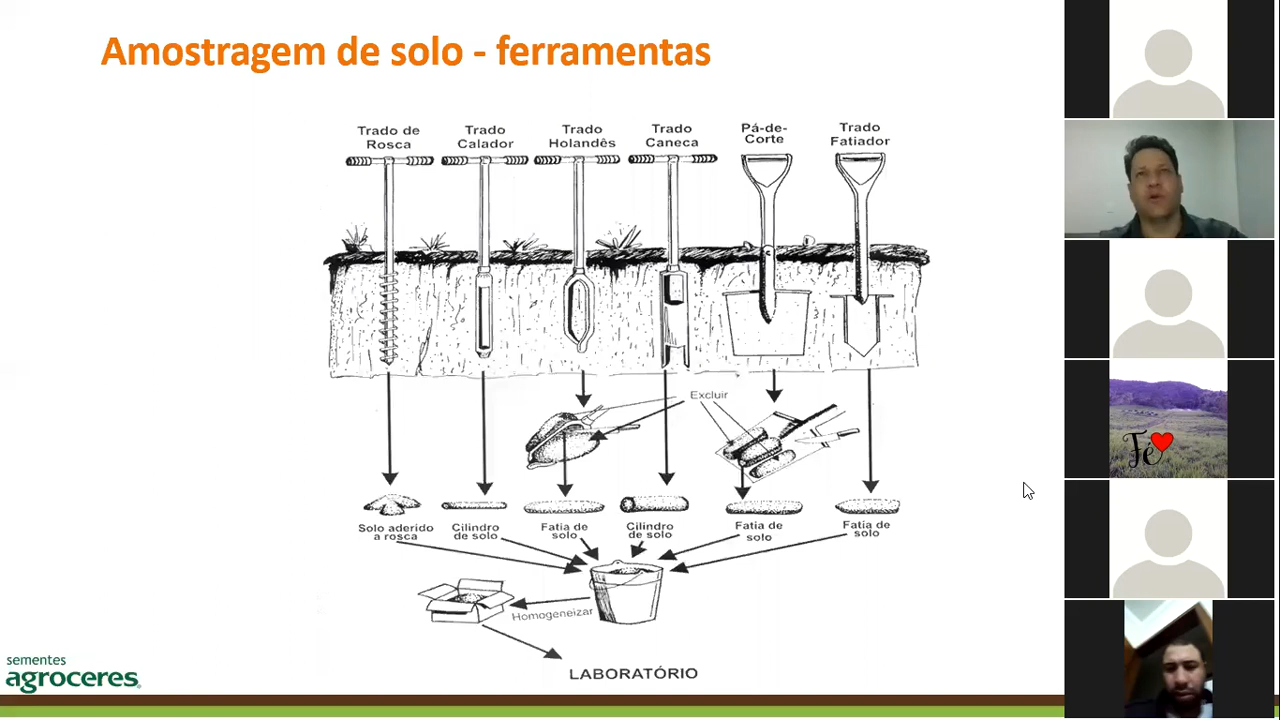 Amostragem de solo - ferramentas
Trado de
Rosca
Trado
Calador
Trado
Holandês
Trado
Caneca
Pá-de-
Corte
Trado
Fatiador
Excluir
Solo aderido
a rosca
Cilindro
de solo
Fatia de
solo
Cilindro
de solo
Fatia de
solo
Fatia de
solo
Homogeneizar
LABORATÓRIO
sementes
agroceres
Fé